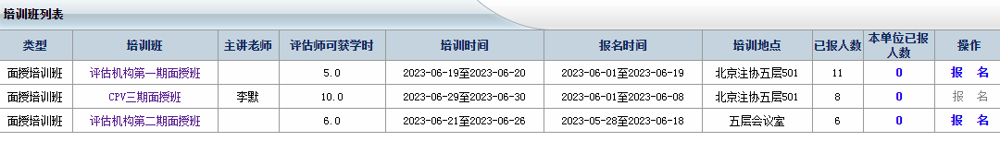 培训班列表
类型 培训班 主讲老师 评估师可获学时 培训时间 报名时间 培训地点 已报人数 本单位已报人数 操作
面授培训班 评估机构第一期面授班 5.0 2023-06-19至2023-06-20 2023-06-01至2023-06-19 北京注协五层501 11 0 报 名
面授培训班 CPV三期面授班 李默 10.0 2023-06-29至2023-06-30 2023-06-01至2023-06-08 北京注协五层501 8 0 报 名
面授培训班 评估机构第二期面授班 6.0 2023-06-21至2023-06-26 2023-05-28至2023-06-18 五层会议室 6 0 报 名